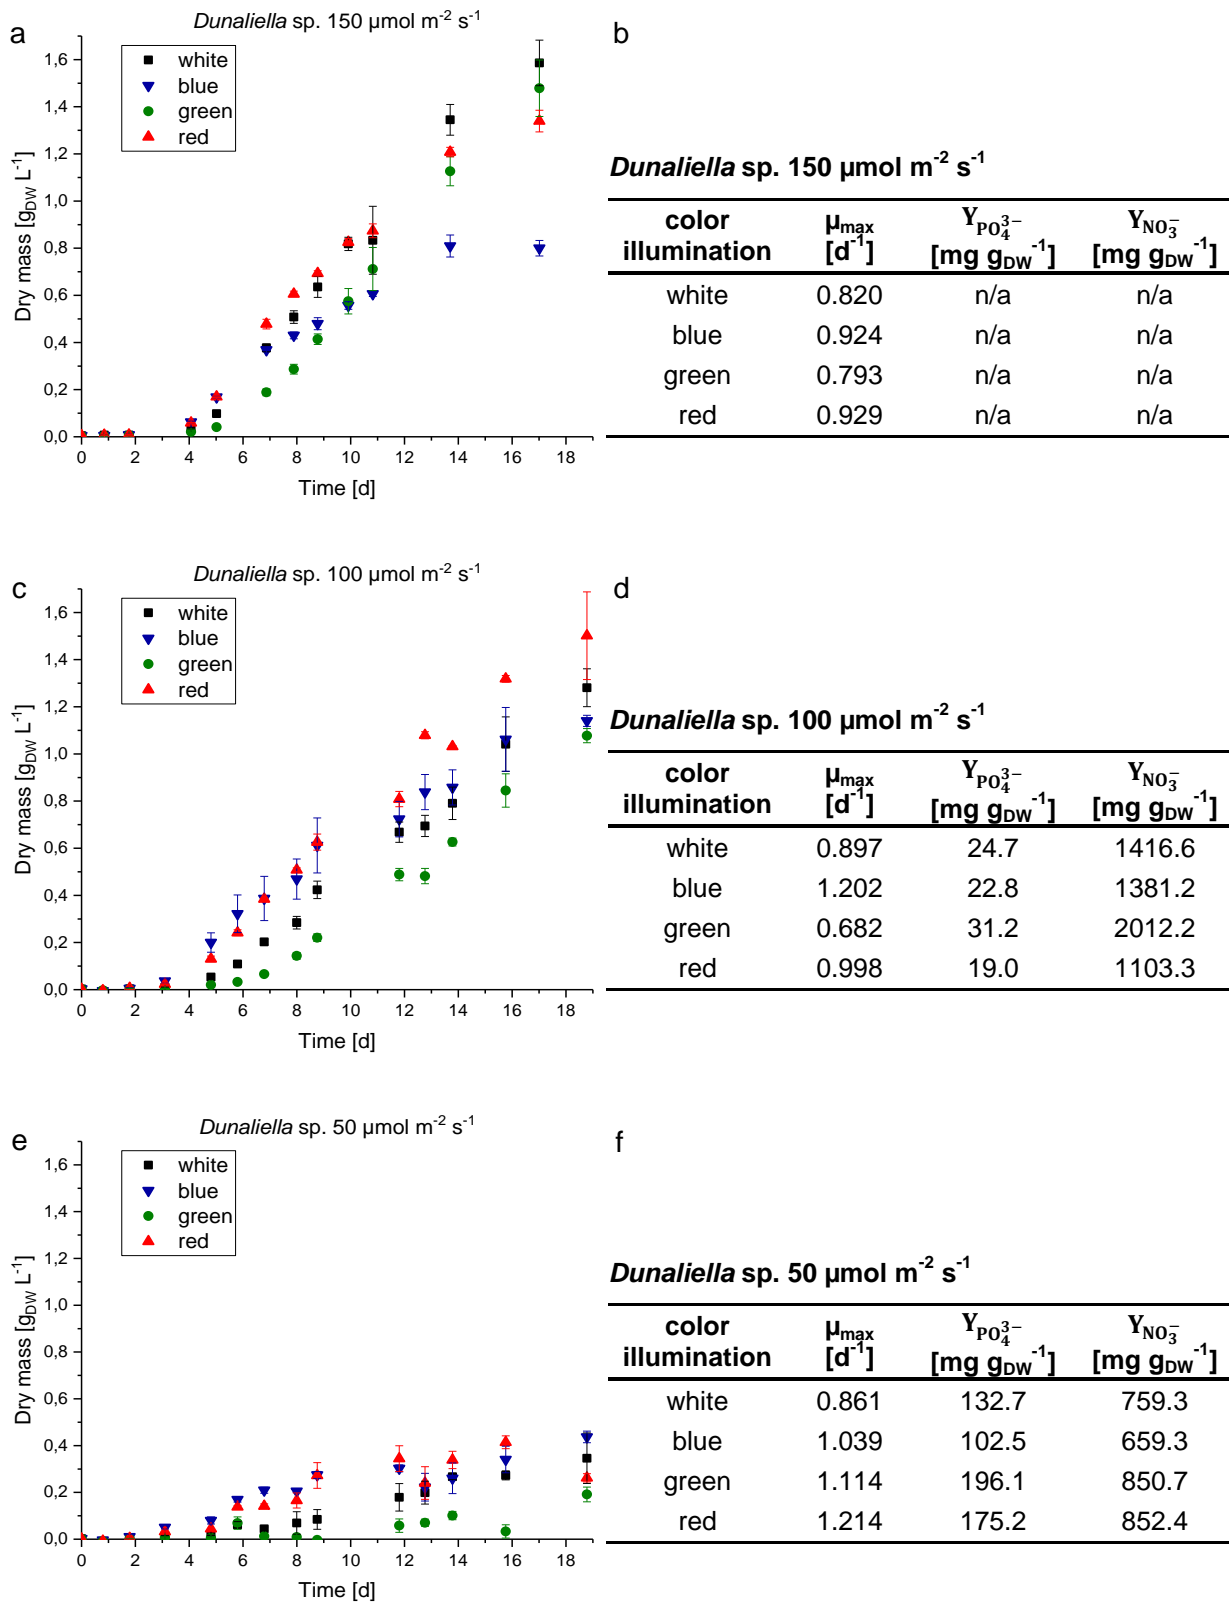 a
Dunaliella sp. 150 µmol m⁻² s⁻¹
white
blue
green
red
Dry mass [gDW L⁻¹]
1,6
1,4
1,2
1,0
0,8
0,6
0,4
0,2
0,0
0 2 4 6 8 10 12 14 16 18
Time [d]
b
Dunaliella sp. 150 µmol m⁻² s⁻¹
color illumination µmax [d⁻¹] Y PO₄³⁻ [mg gDW⁻¹] Y NO₃⁻ [mg gDW⁻¹]
white 0.820 n/a n/a
blue 0.924 n/a n/a
green 0.793 n/a n/a
red 0.929 n/a n/a
c
Dunaliella sp. 100 µmol m⁻² s⁻¹
white
blue
green
red
Dry mass [gDW L⁻¹]
1,6
1,4
1,2
1,0
0,8
0,6
0,4
0,2
0,0
0 2 4 6 8 10 12 14 16 18
Time [d]
d
Dunaliella sp. 100 µmol m⁻² s⁻¹
color illumination µmax [d⁻¹] Y PO₄³⁻ [mg gDW⁻¹] Y NO₃⁻ [mg gDW⁻¹]
white 0.897 24.7 1416.6
blue 1.202 22.8 1381.2
green 0.682 31.2 2012.2
red 0.998 19.0 1103.3
e
Dunaliella sp. 50 µmol m⁻² s⁻¹
white
blue
green
red
Dry mass [gDW L⁻¹]
1,6
1,4
1,2
1,0
0,8
0,6
0,4
0,2
0,0
0 2 4 6 8 10 12 14 16 18
Time [d]
f
Dunaliella sp. 50 µmol m⁻² s⁻¹
color illumination µmax [d⁻¹] Y PO₄³⁻ [mg gDW⁻¹] Y NO₃⁻ [mg gDW⁻¹]
white 0.861 132.7 759.3
blue 1.039 102.5 659.3
green 1.114 196.1 850.7
red 1.214 175.2 852.4